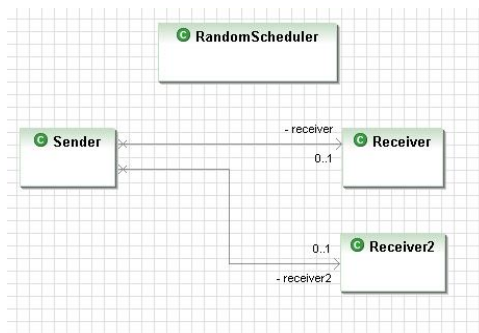 C RandomScheduler
C Sender
- receiver
0..1
C Receiver
0..1
- receiver2
C Receiver2